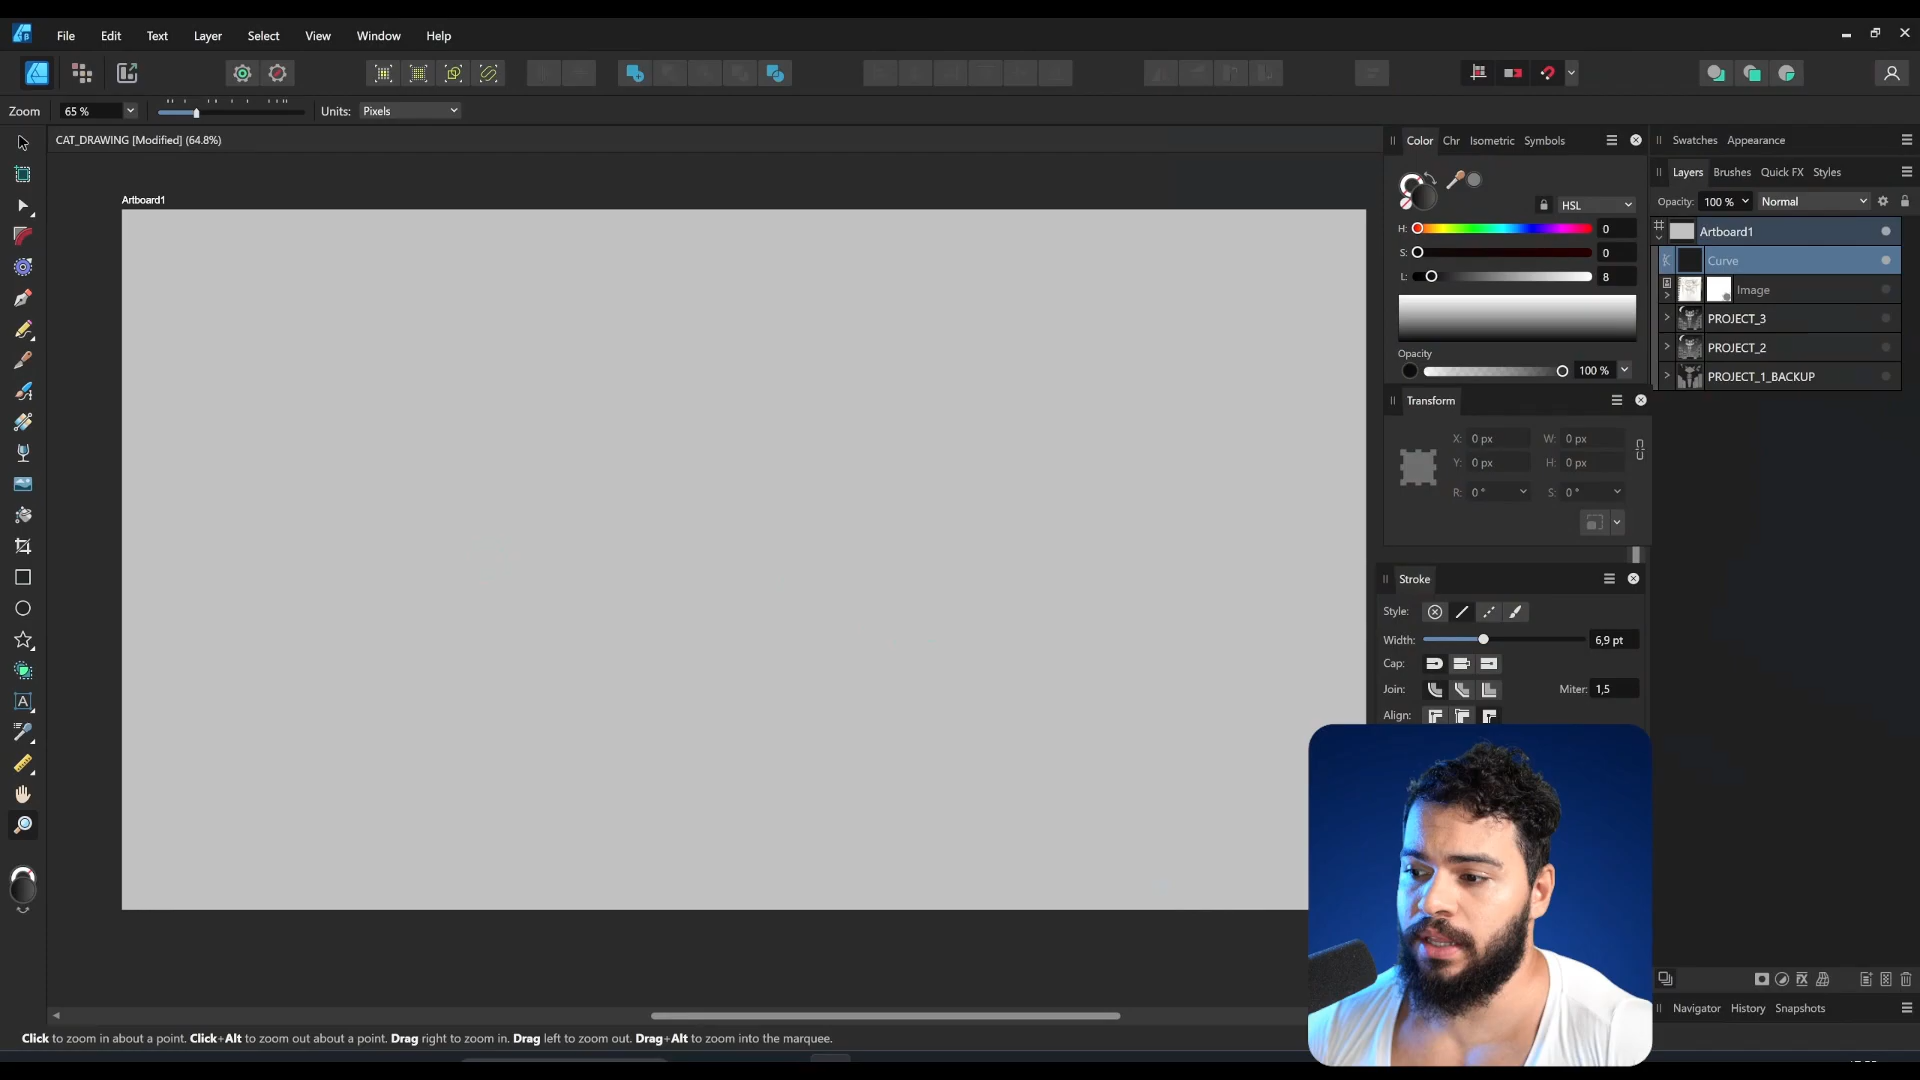 File Edit Text Layer Select View Window Help
Zoom 65 % Units: Pixels
CAT_DRAWING [Modified] (64.8%)
Artboard1
Color Chr Isometric Symbols
HSL
H: 0
S: 0
L: 8
Opacity
100 %
Transform
X: 0 px W: 0 px
Y: 0 px H: 0 px
R: 0 ° S: 0 °
Stroke
Style:
Width: 6,9 pt
Cap:
Join: Miter: 1,5
Align:
Swatches Appearance
Layers Brushes Quick FX Styles
Opacity: 100 % Normal
Artboard1
Curve
Image
PROJECT_3
PROJECT_2
PROJECT_1_BACKUP
Navigator History Snapshots
Click to zoom in about a point. Click+Alt to zoom out about a point. Drag right to zoom in. Drag left to zoom out. Drag+Alt to zoom into the marquee.